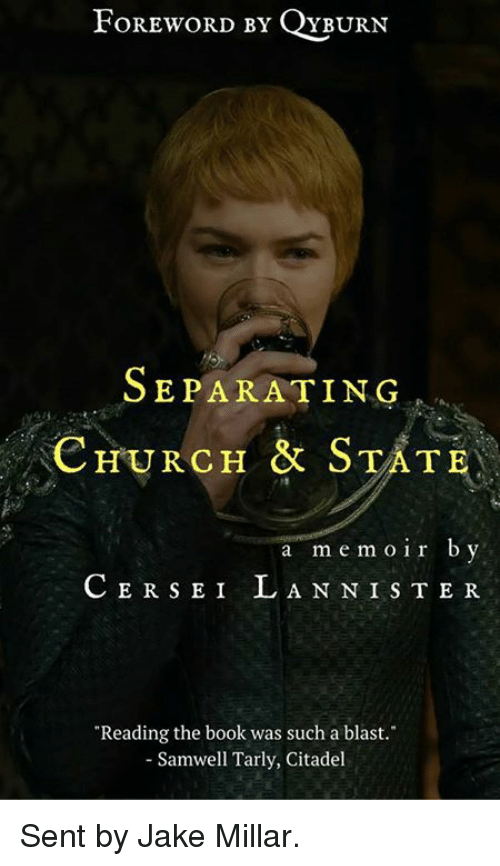 FOREWORD BY QYBURN
SEPARATING
CHURCH & STATE
a memoir by
CERSEI LANNISTER
"Reading the book was such a blast."
- Samwell Tarly, Citadel
Sent by Jake Millar.